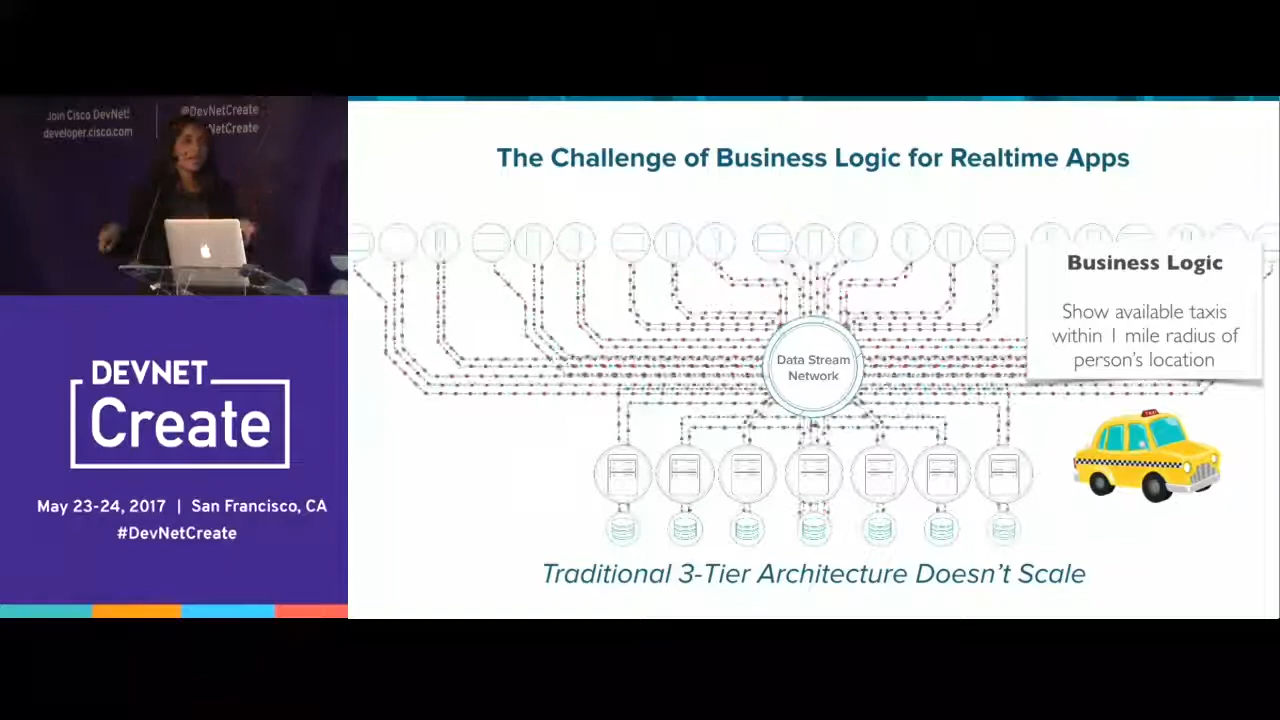 Join Cisco DevNet!
developer.cisco.com
@DevNetCreate
NetCreate
The Challenge of Business Logic for Realtime Apps
Business Logic
Show available taxis
within 1 mile radius of
person's location
Data Stream
Network
TAXI
Traditional 3-Tier Architecture Doesn't Scale
DEVNET
Create
May 23-24, 2017 | San Francisco, CA
#DevNetCreate